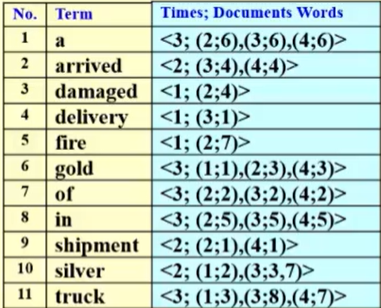 No. Term Times; Documents Words
1 a <3; (2;6),(3;6),(4;6)>
2 arrived <2; (3;4),(4;4)>
3 damaged <1; (2;4)>
4 delivery <1; (3;1)>
5 fire <1; (2;7)>
6 gold <3; (1;1),(2;3),(4;3)>
7 of <3; (2;2),(3;2),(4;2)>
8 in <3; (2;5),(3;5),(4;5)>
9 shipment <2; (2;1),(4;1)>
10 silver <2; (1;2),(3;3,7)>
11 truck <3; (1;3),(3;8),(4;7)>